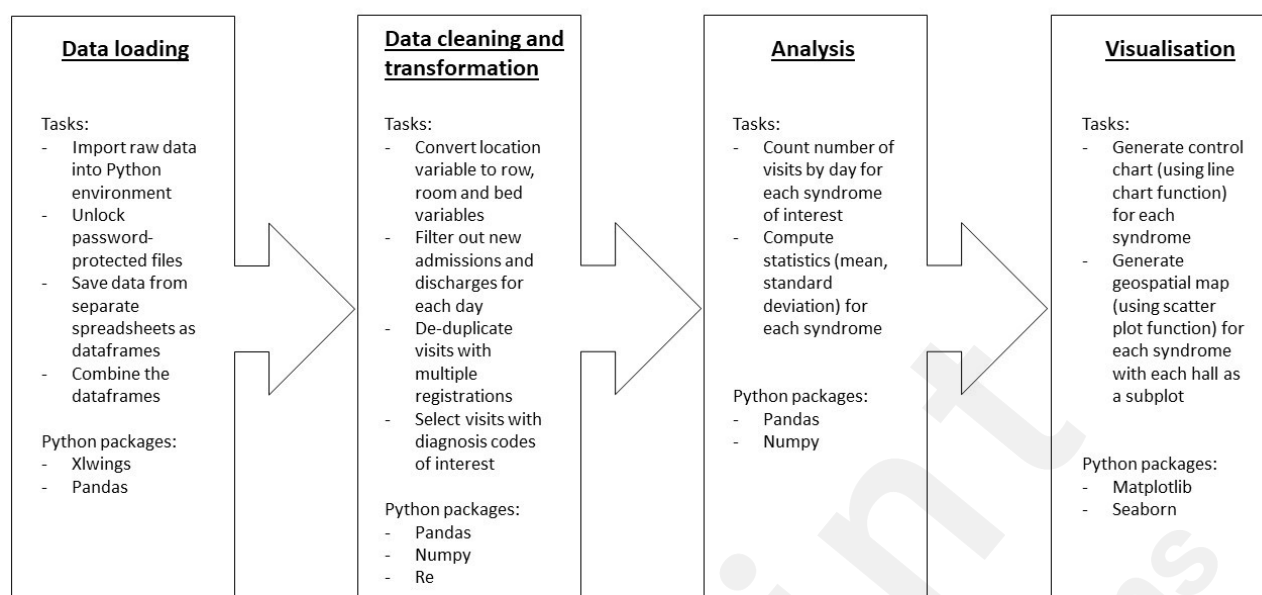 Data loading
Tasks:
- Import raw data
into Python
environment
- Unlock
password-
protected files
- Save data from
separate
spreadsheets as
dataframes
- Combine the
dataframes
Python packages:
- Xlwings
- Pandas
Data cleaning and
transformation
Tasks:
- Convert location
variable to row,
room and bed
variables
- Filter out new
admissions and
discharges for
each day
- De-duplicate
visits with
multiple
registrations
- Select visits with
diagnosis codes
of interest
Python packages:
- Pandas
- Numpy
- Re
Analysis
Tasks:
- Count number of
visits by day for
each syndrome
of interest
- Compute
statistics (mean,
standard
deviation) for
each syndrome
Python packages:
- Pandas
- Numpy
Visualisation
Tasks:
- Generate control
chart (using line
chart function)
for each
syndrome
- Generate
geospatial map
(using scatter
plot function) for
each syndrome
with each hall as
a subplot
Python packages:
- Matplotlib
- Seaborn